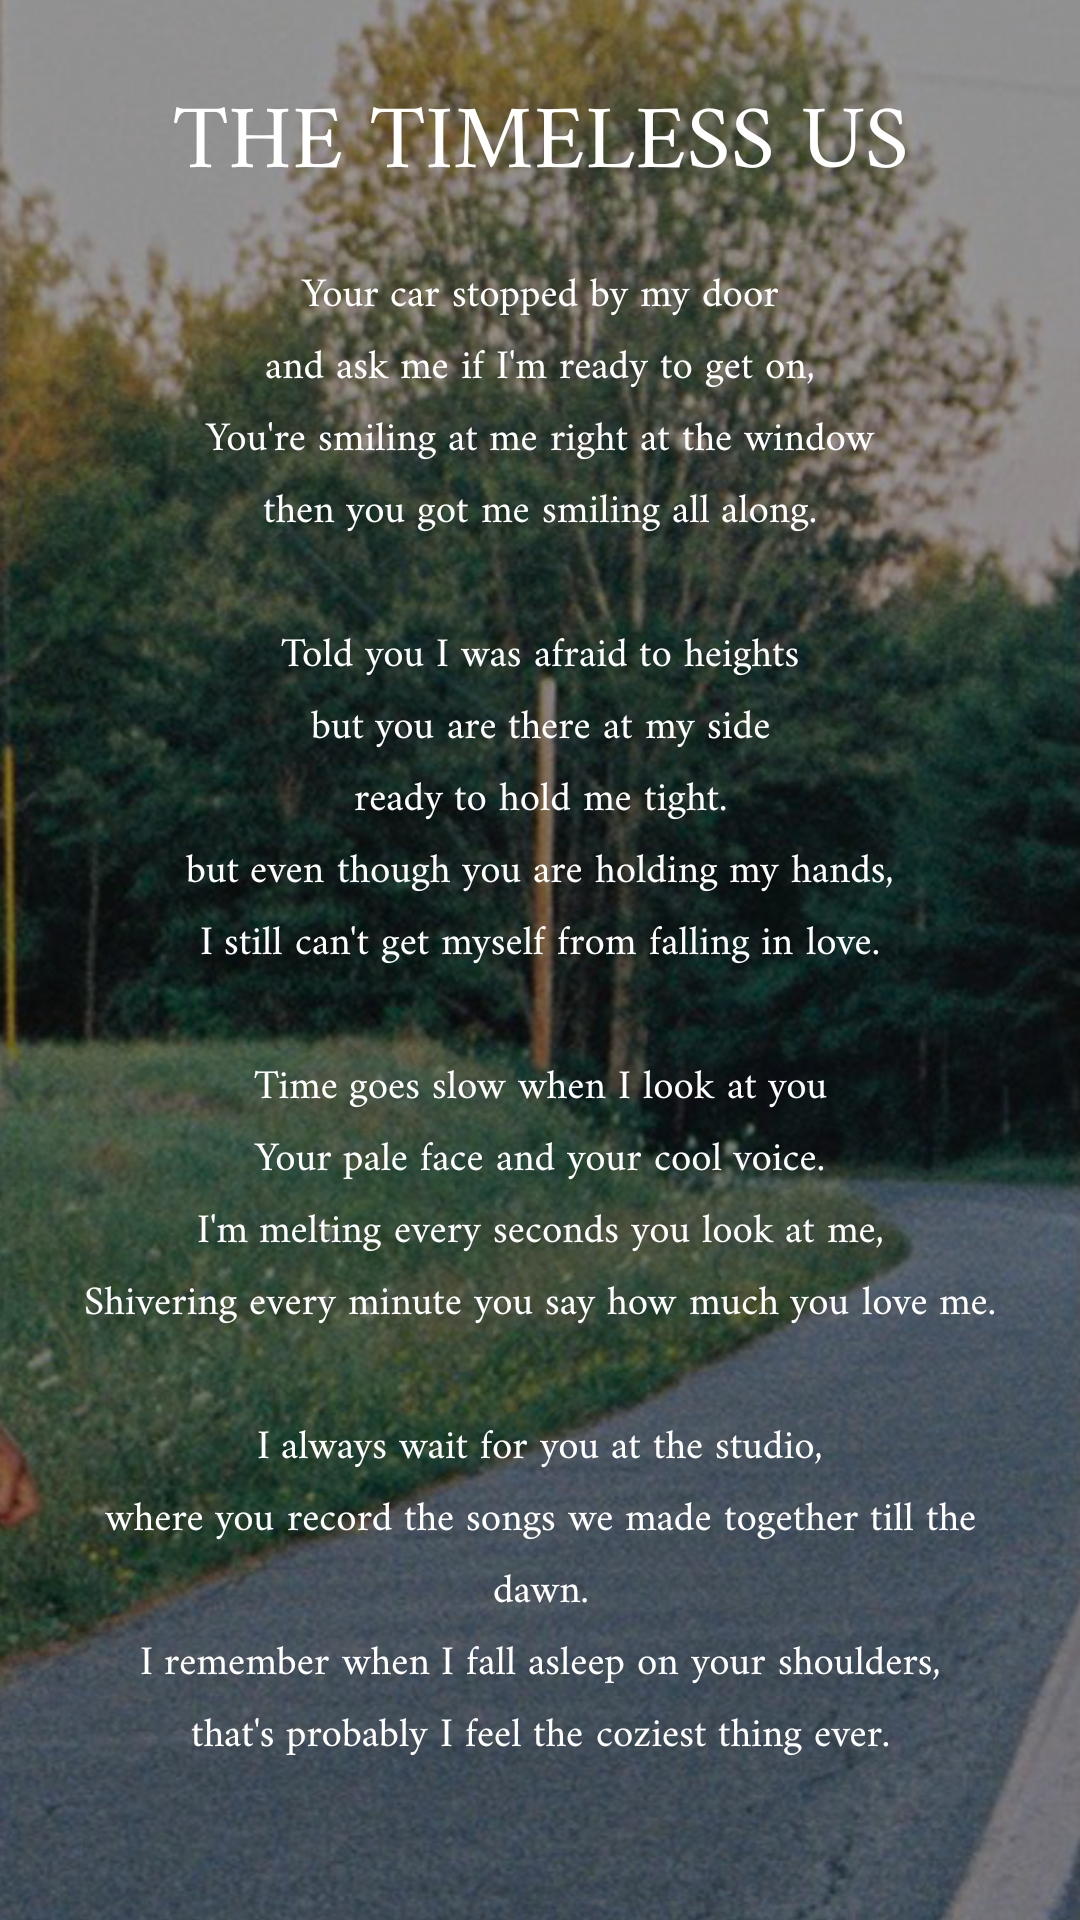 THE TIMELESS US
Your car stopped by my door
and ask me if I'm ready to get on,
You're smiling at me right at the window
then you got me smiling all along.
Told you I was afraid to heights
but you are there at my side
ready to hold me tight.
but even though you are holding my hands,
I still can't get myself from falling in love.
Time goes slow when I look at you
Your pale face and your cool voice.
I'm melting every seconds you look at me,
Shivering every minute you say how much you love me.
I always wait for you at the studio,
where you record the songs we made together till the
dawn.
I remember when I fall asleep on your shoulders,
that's probably I feel the coziest thing ever.